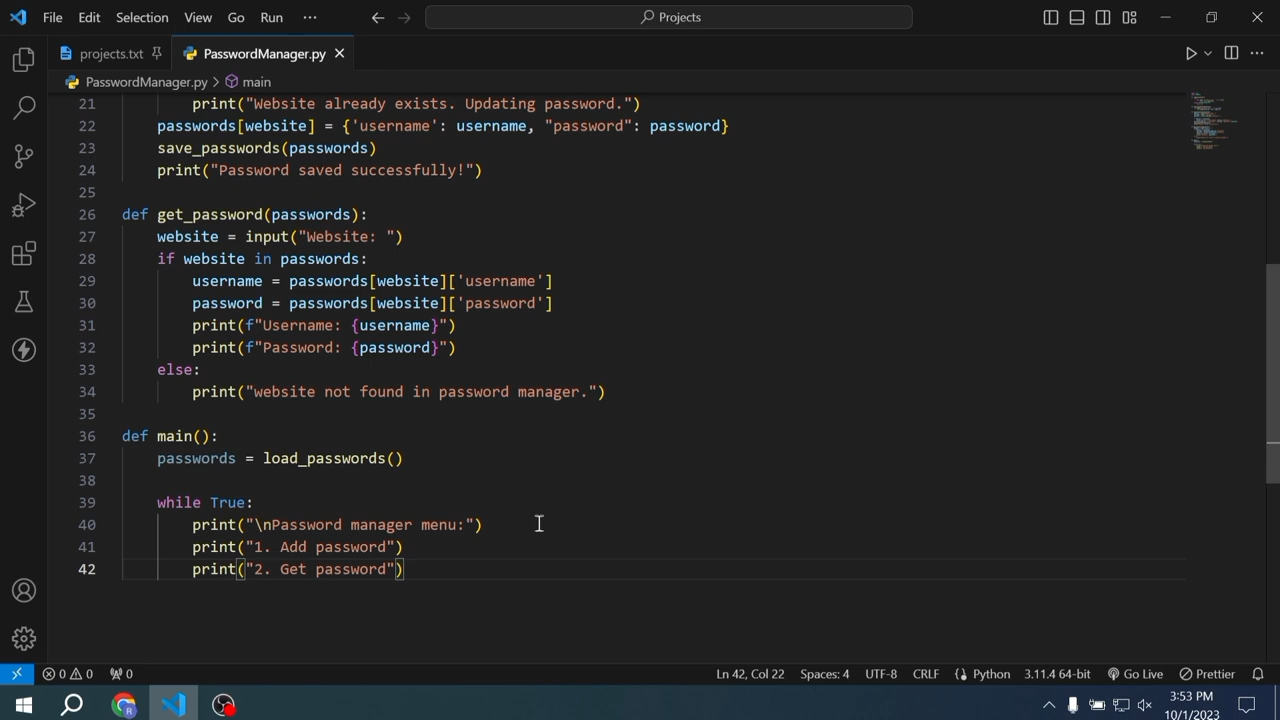 File Edit Selection View Go Run ··· Projects
projects.txt PasswordManager.py
PasswordManager.py > main
21 print("Website already exists. Updating password.")
22 passwords[website] = {'username': username, "password": password}
23 save_passwords(passwords)
24 print("Password saved successfully!")
25
26 def get_password(passwords):
27 website = input("Website: ")
28 if website in passwords:
29 username = passwords[website]['username']
30 password = passwords[website]['password']
31 print(f"Username: {username}")
32 print(f"Password: {password}")
33 else:
34 print("website not found in password manager.")
35
36 def main():
37 passwords = load_passwords()
38
39 while True:
40 print("\nPassword manager menu:")
41 print("1. Add password")
42 print("2. Get password")
0 0 0 Ln 42, Col 22 Spaces: 4 UTF-8 CRLF Python 3.11.4 64-bit Go Live Prettier
3:53 PM
10/1/2023